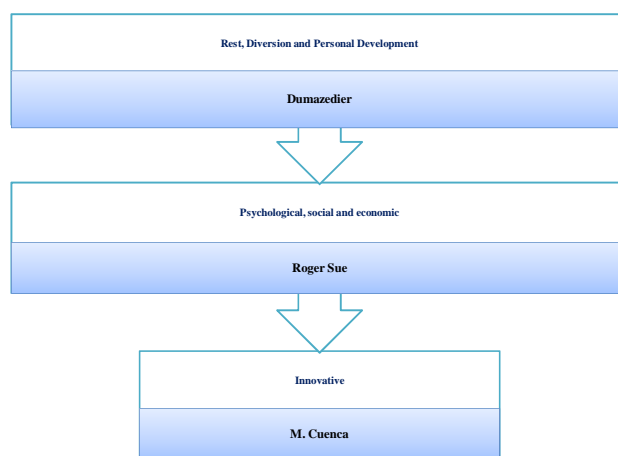 Rest, Diversion and Personal Development
Dumazedier
Psychological, social and economic
Roger Sue
Innovative
M. Cuenca